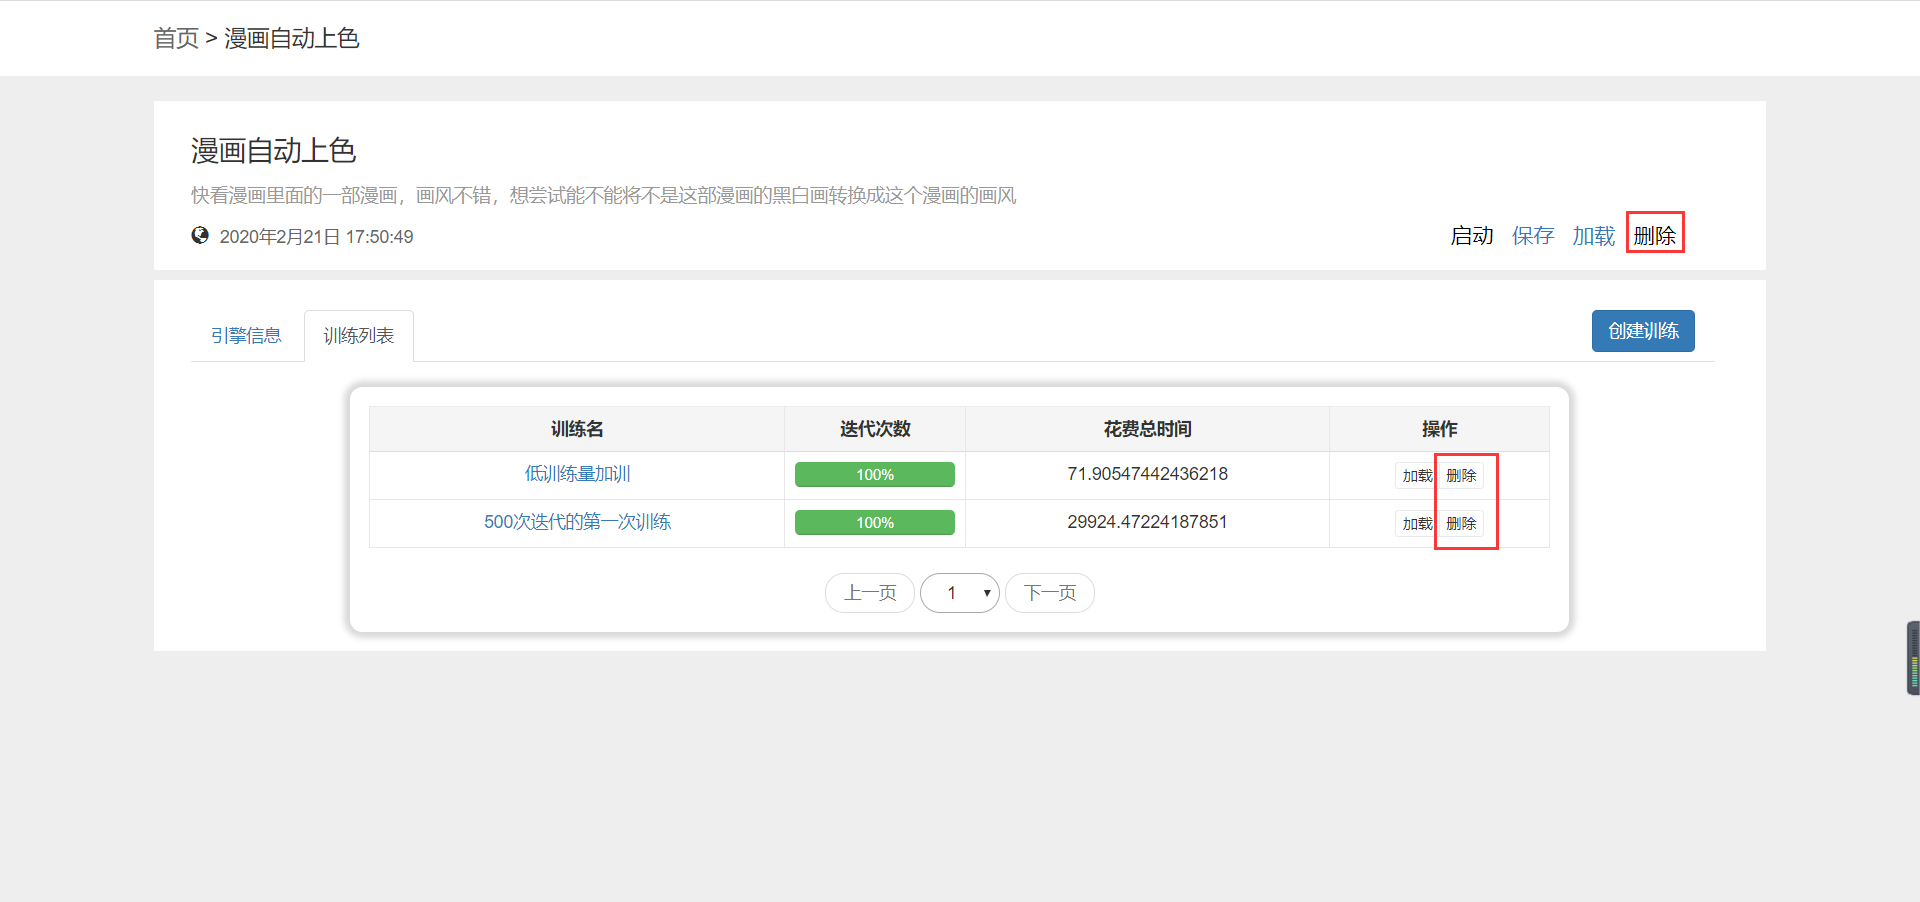 首页 > 漫画自动上色
漫画自动上色
快看漫画里面的一部漫画，画风不错，想尝试能不能将不是这部漫画的黑白画转换成这个漫画的画风
2020年2月21日 17:50:49
启动 保存 加载 删除
引擎信息 训练列表 创建训练
训练名 迭代次数 花费总时间 操作
低训练量加训 100% 71.90547442436218 加载 删除
500次迭代的第一次训练 100% 29924.47224187851 加载 删除
上一页 1 下一页